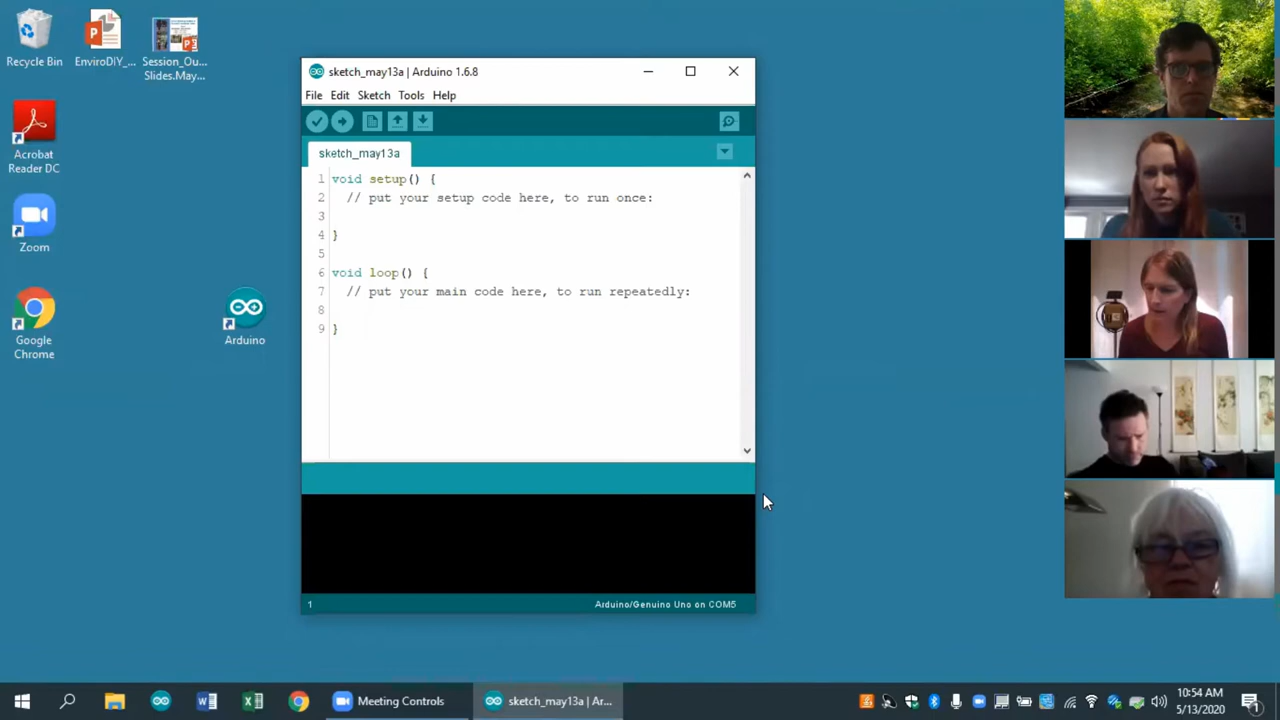 Recycle Bin
EnviroDIY_...
Session_Ou...
Slides.May...
Acrobat
Reader DC
Zoom
Google
Chrome
Arduino
sketch_may13a | Arduino 1.6.8
File Edit Sketch Tools Help
sketch_may13a
1 void setup() {
2 // put your setup code here, to run once:
3
4 }
5
6 void loop() {
7 // put your main code here, to run repeatedly:
8
9 }
1 Arduino/Genuino Uno on COM5
Meeting Controls
sketch_may13a | Ar...
10:54 AM
5/13/2020